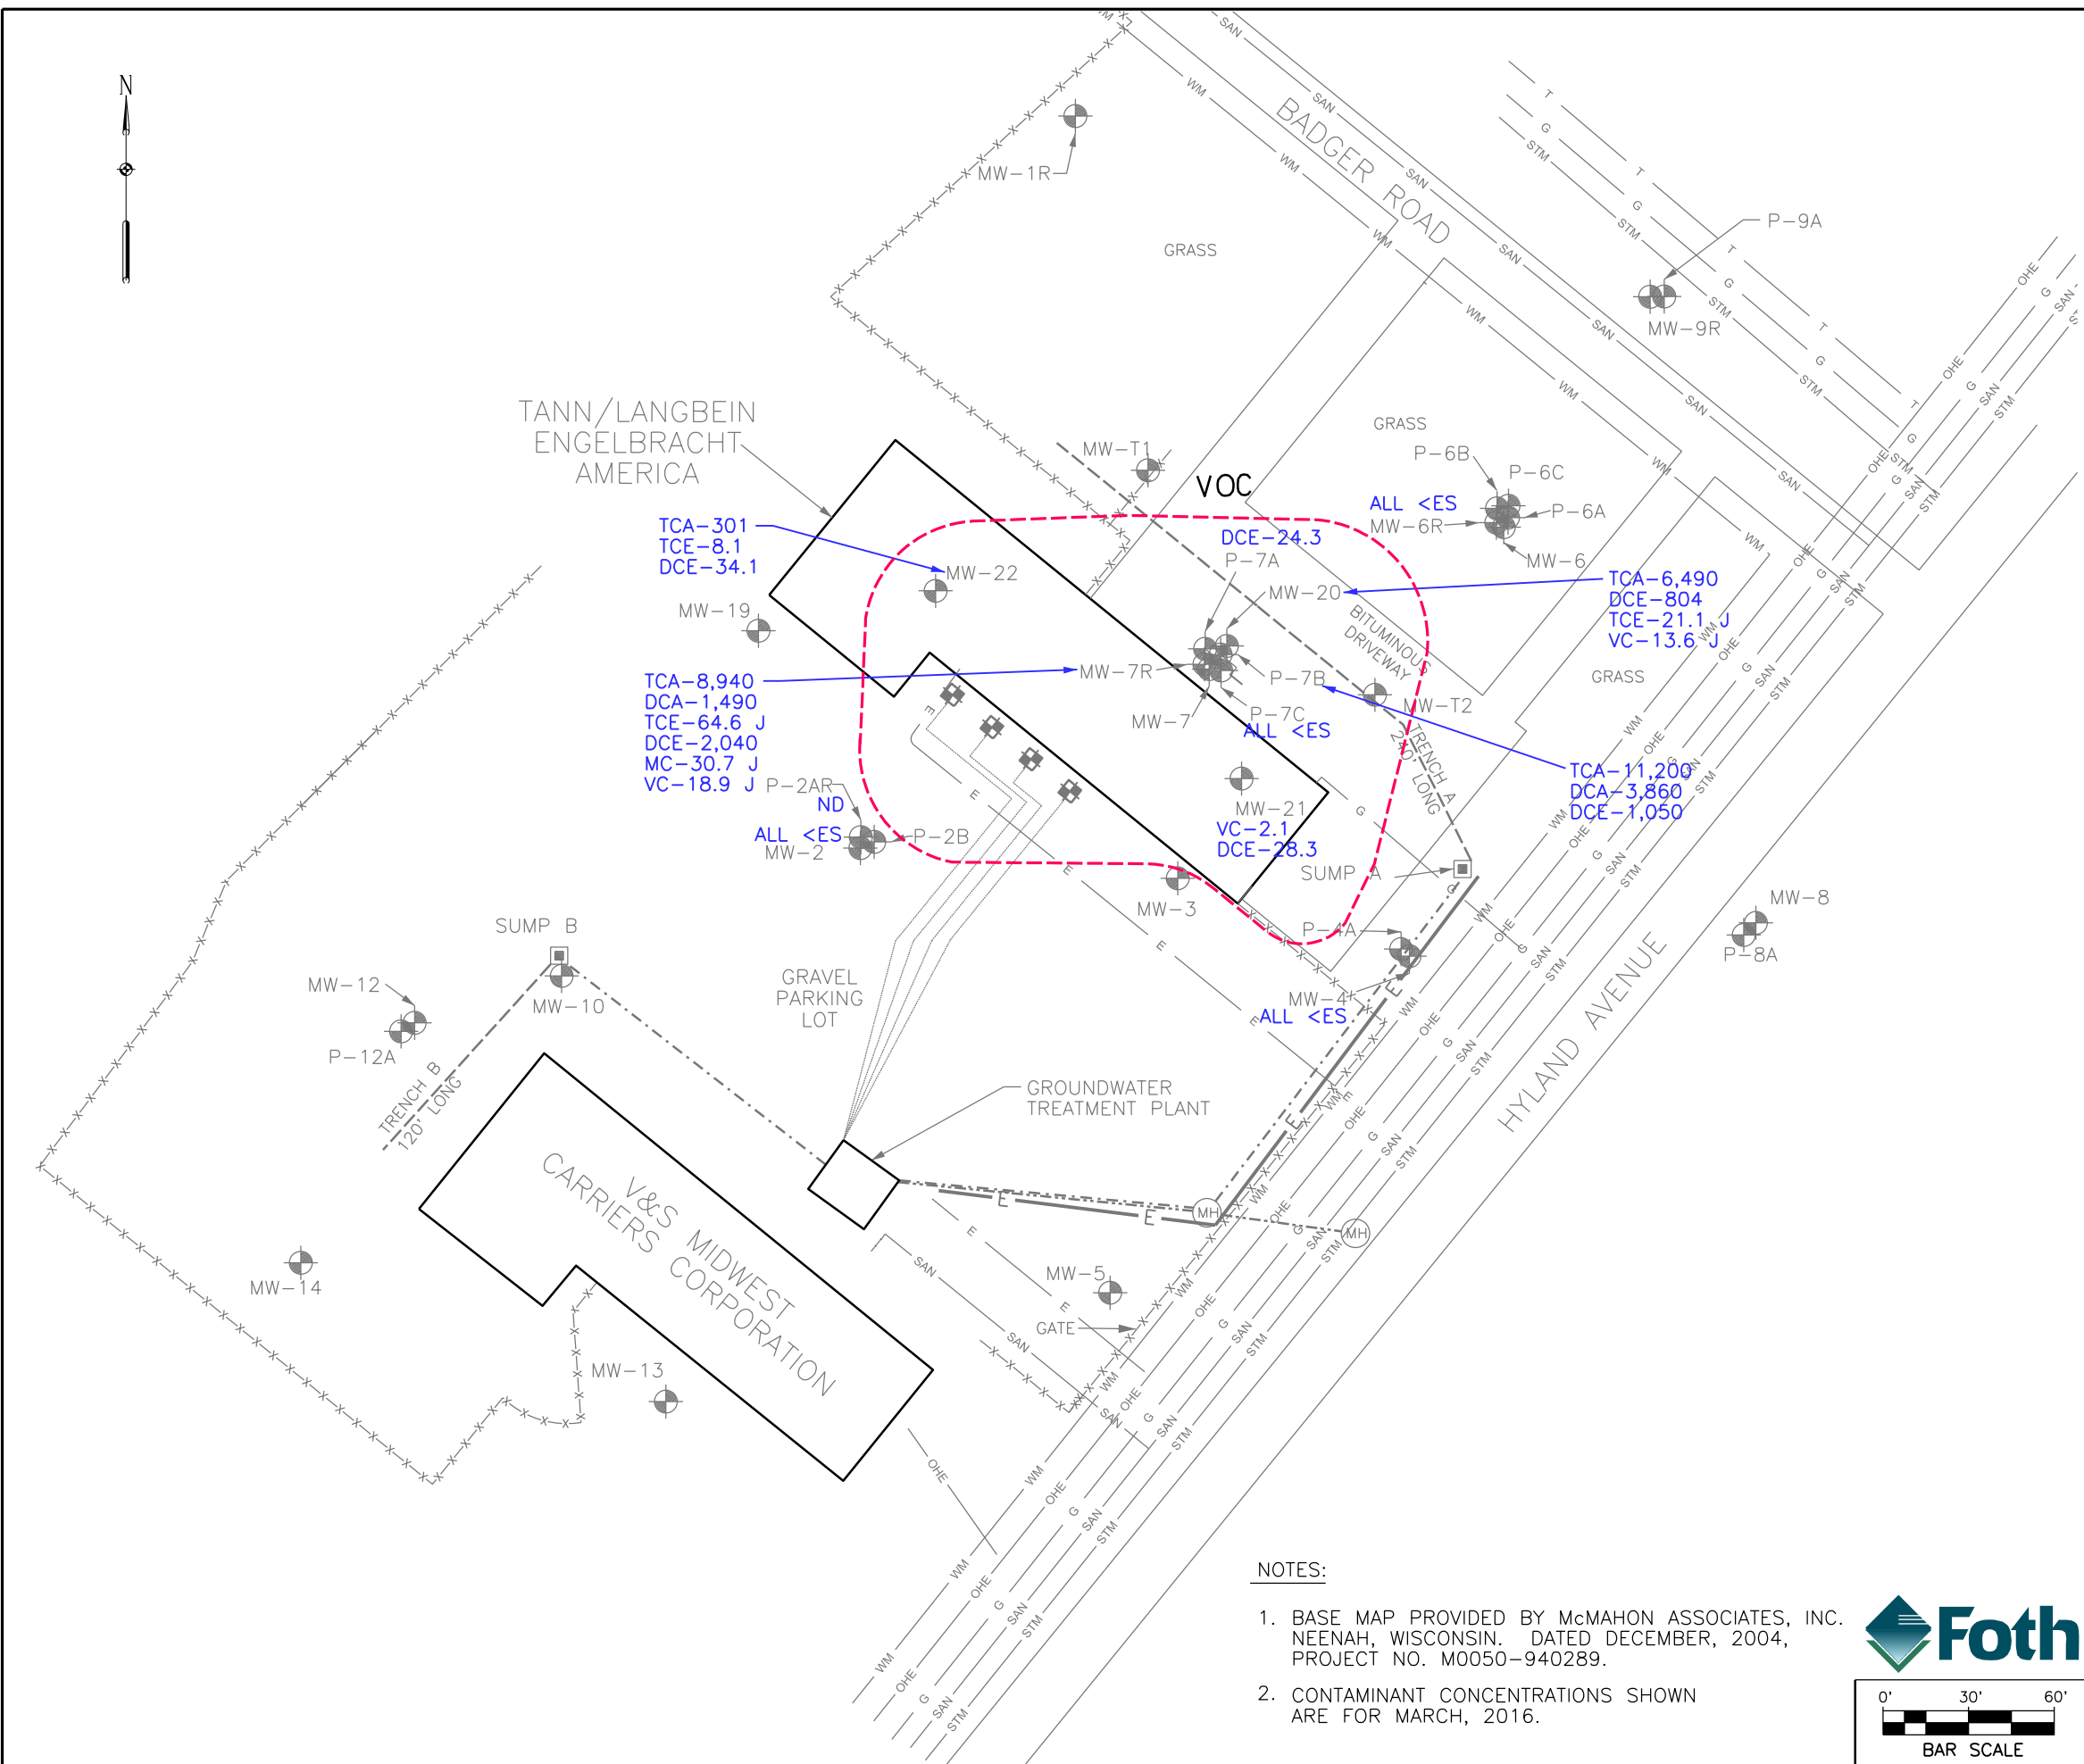 N
MW-1R
GRASS
BADGER ROAD
P-9A
MW-9R
TANN/LANGBEIN
ENGELBRACHT
AMERICA
MW-T1
VOC
GRASS
P-6B
P-6C
ALL <ES
P-6A
MW-6R
MW-6
TCA-301
TCE-8.1
DCE-34.1
MW-22
MW-19
DCE-24.3
P-7A
MW-20
TCA-6,490
DCE-804
TCE-21.1 J
VC-13.6 J
BITUMINOUS
DRIVEWAY
GRASS
TCA-8,940
DCA-1,490
TCE-64.6 J
DCE-2,040
MC-30.7 J
VC-18.9 J
MW-7R
P-7B
MW-7
P-7C
ALL <ES
MW-T2
TRENCH A
240' LONG
TCA-11,200
DCA-3,860
DCE-1,050
P-2AR
ND
ALL <ES
MW-2
P-2B
MW-21
VC-2.1
DCE-28.3
SUMP A
MW-3
P-4A
MW-4
ALL <ES
MW-8
P-8A
SUMP B
MW-10
MW-12
P-12A
TRENCH B
120' LONG
GRAVEL
PARKING
LOT
GROUNDWATER
TREATMENT PLANT
HYLAND AVENUE
V&S MIDWEST
CARRIERS CORPORATION
MH
MH
MW-14
MW-13
MW-5
GATE
WM
SAN
STM
OHE
G
T
E
X
NOTES:
1. BASE MAP PROVIDED BY McMAHON ASSOCIATES, INC.
NEENAH, WISCONSIN. DATED DECEMBER, 2004,
PROJECT NO. M0050-940289.
2. CONTAMINANT CONCENTRATIONS SHOWN
ARE FOR MARCH, 2016.
Foth
0' 30' 60'
BAR SCALE